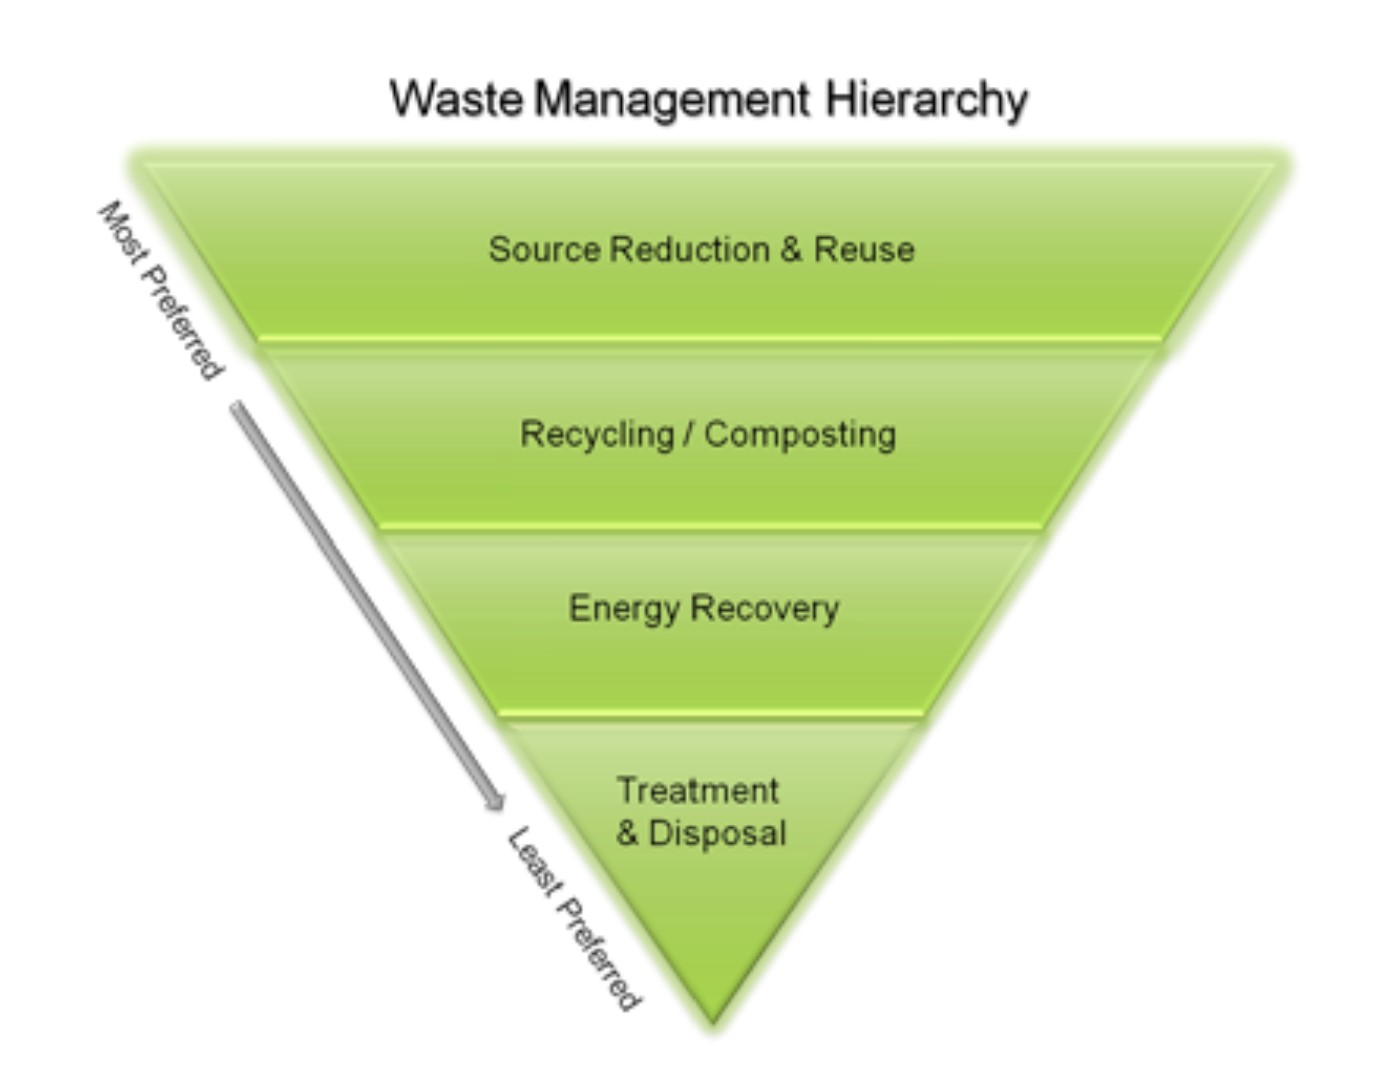 Waste Management Hierarchy
Most Preferred
Source Reduction & Reuse
Recycling / Composting
Energy Recovery
Treatment
& Disposal
Least Preferred